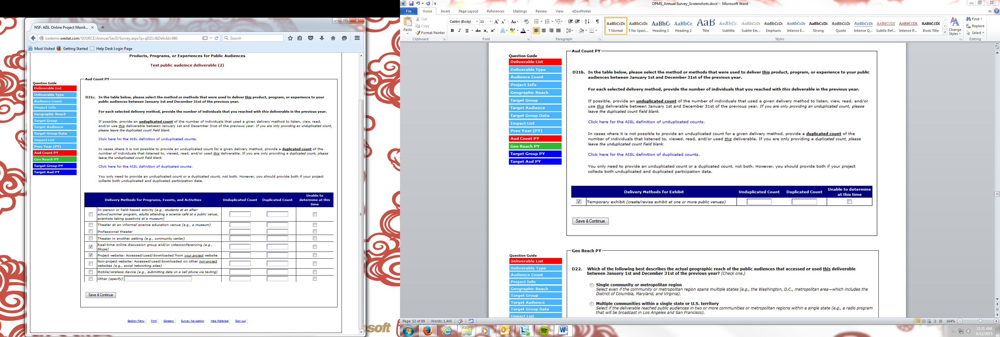 NSF: AISL Online Project Monit...
isedemo.westat.com/SOURCE/Annual/SecD/Survey.aspx?q=qD21c&DelivId=980
Search
Most Visited
Getting Started
Help Desk Login Page
Products, Programs, or Experiences for Public Audiences
Test public audeince deliverable (2)
Question Guide
Deliverable List
Deliverable Type
Audience Count
Project Info
Geographic Reach
Target Group
Target Audience
Target Group Data
Impact List
Prev Year (PY)
Aud Count PY
Geo Reach PY
Target Group PY
Target Aud PY
Aud Count PY
D21c. In the table below, please select the method or methods that were used to deliver this product, program, or experience to your
public audiences between January 1st and December 31st of the previous year.
For each selected delivery method, provide the number of individuals that you reached with this deliverable in the previous year.
If possible, provide an unduplicated count of the number of individuals that used a given delivery method to listen, view, read,
and/or use this deliverable between January 1st and December 31st of the previous year. If you are only providing an unduplicated count,
please leave the duplicated count field blank.
Click here for the AISL definition of unduplicated counts.
In cases where it is not possible to provide an unduplicated count for a given delivery method, provide a duplicated count of the
number of individuals that listened to, viewed, read, and/or used this deliverable. If you are only providing a duplicated count, please
leave the unduplicated count field blank.
Click here for the AISL definition of duplicated counts.
You only need to provide an unduplicated count or a duplicated count, not both. However, you should provide both if your project
collects both unduplicated and duplicated participation data.
Delivery Methods for Programs, Events, and Activities
Unduplicated Count
Duplicated Count
Unable to
determine at this
time
In-person or field-based activity (e.g., students at an after-
school/summer program, adults attending a science café at a public venue,
scientists taking questions at a museum)
Theater at an informal science education venue (e.g., a museum)
Professional theater
Theater in another setting (e.g., community center)
Real-time online discussion group and/or videoconferencing (e.g.,
Skype)
Project website: Accessed/used/downloaded from your project website
Non-project website: Accessed/used/downloaded on other non-project
websites (e.g., social networking sites)
Mobile/wireless device (e.g., submitting data on a cell phone via texting)
Other (specify)
Save & Continue
Section Menu
Print
Glossary
Survey Navigation
Help Materials
Sign out
soft
OPMS_Annual Survey_Screenshots.docx - Microsoft Word
File
Home
Insert
Page Layout
References
Mailings
Review
View
eDocPrinter
Paste
Cut
Copy
Format Painter
Clipboard
Calibri (Body)
11
Font
Paragraph
AaBbCcDc
AaBbCcDc
AaBbC
AaBbCc
AaB
AaBbCc.
AaBbCcDc
AaBbCcDc
AaBbCcDc
AaBbCcDc
AaBbCcDc
AaBbCcDc
AaBbCcDc
AaBbCcDc
AaBbCcDc
¶ Normal
¶ No Spaci...
Heading 1
Heading 2
Title
Subtitle
Subtle Em...
Emphasis
Intense E...
Strong
Quote
Intense Q...
Subtle Ref...
Intense R...
Book Title
Styles
Change
Styles
Find
Replace
Select
Editing
Question Guide
Deliverable List
Deliverable Type
Audience Count
Project Info
Geographic Reach
Target Group
Target Audience
Target Group Data
Impact List
Prev Year (PY)
Aud Count PY
Geo Reach PY
Target Group PY
Target Aud PY
Aud Count PY
D21b. In the table below, please select the method or methods that were used to deliver this product, program, or experience to your public
audiences between January 1st and December 31st of the previous year.
For each selected delivery method, provide the number of individuals that you reached with this deliverable in the previous year.
If possible, provide an unduplicated count of the number of individuals that used a given delivery method to listen, view, read, and/or
use this deliverable between January 1st and December 31st of the previous year. If you are only providing an unduplicated count, please
leave the duplicated count field blank.
Click here for the AISL definition of unduplicated counts.
In cases where it is not possible to provide an unduplicated count for a given delivery method, provide a duplicated count of the
number of individuals that listened to, viewed, read, and/or used this deliverable. If you are only providing a duplicated count, please
leave the unduplicated count field blank.
Click here for the AISL definition of duplicated counts.
You only need to provide an unduplicated count or a duplicated count, not both. However, you should provide both if your project
collects both unduplicated and duplicated participation data.
Delivery Methods for Exhibit
Unduplicated Count
Duplicated Count
Unable to determine
at this time
Temporary exhibit (create/revise exhibit at one or more public venues)
Save & Continue
Question Guide
Deliverable List
Deliverable Type
Audience Count
Project Info
Geographic Reach
Target Group
Target Audience
Target Group Data
Impact List
Geo Reach PY
D22. Which of the following best describes the actual geographic reach of the public audiences that accessed or used this deliverable
between January 1st and December 31st of the previous year? (Check one.)
Single community or metropolitan region
Select even if the community or metropolitan region spans multiple states (e.g., the Washington, D.C., metropolitan area—which includes the
District of Columbia, Maryland, and Virginia).
Multiple communities within a single state or U.S. territory
Select if the deliverable reached public audiences in two or more communities or metropolitan regions within a single state (e.g., a radio program
that will be broadcast in Los Angeles and San Francisco).
Page: 52 of 89
Words: 1,445
164%
11:31 AM
6/12/2015